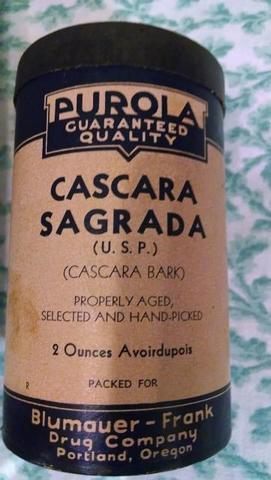 PUROLA
GUARANTEED
QUALITY
CASCARA
SAGRADA
(U. S. P.)
(CASCARA BARK)
PROPERLY AGED,
SELECTED AND HAND-PICKED
2 Ounces Avoirdupois
R PACKED FOR
Blumauer - Frank
Drug Company
Portland, Oregon